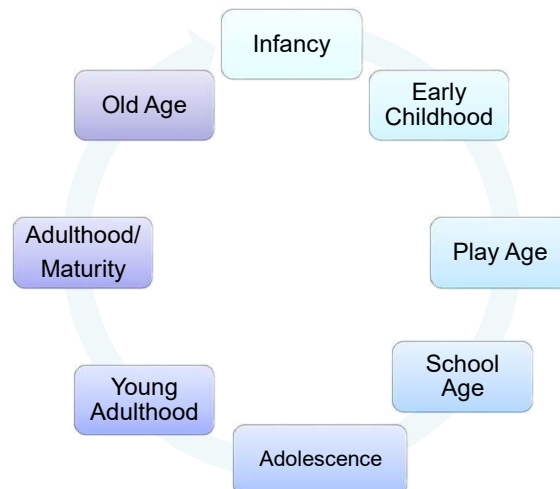 Infancy
Early
Childhood
Play Age
School
Age
Adolescence
Young
Adulthood
Adulthood/
Maturity
Old Age